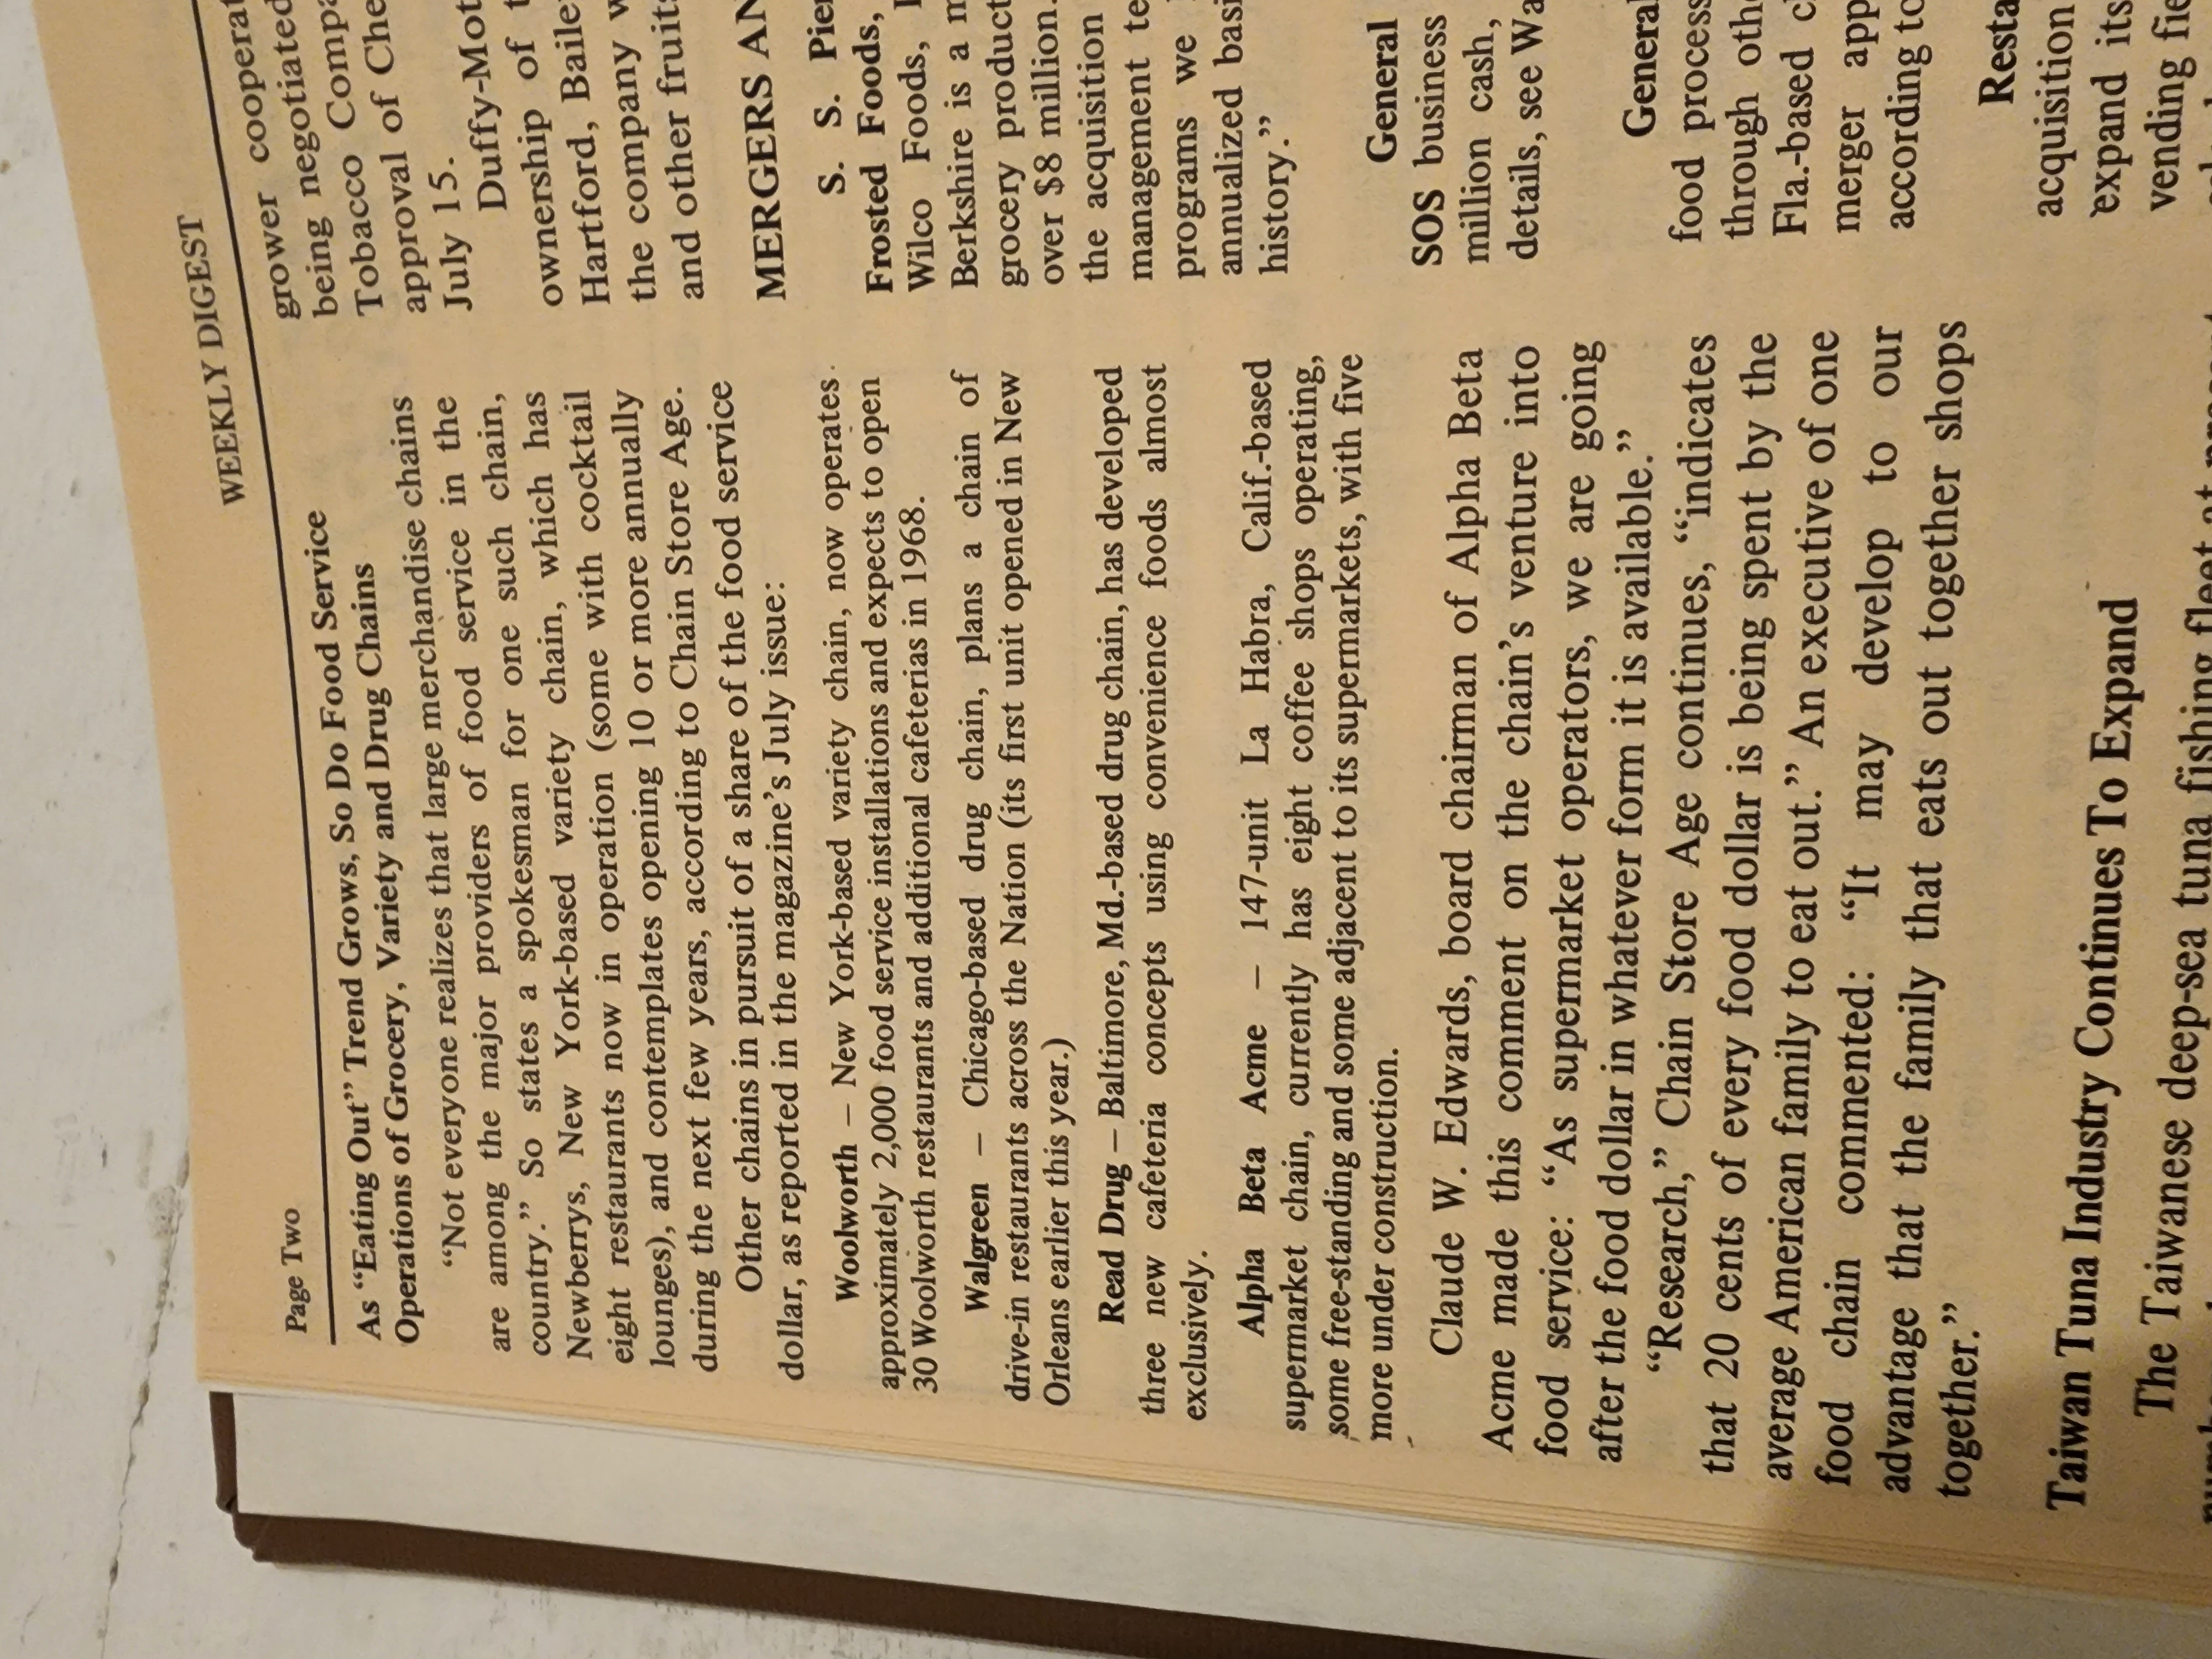 Page Two
WEEKLY DIGEST
As “Eating Out” Trend Grows, So Do Food Service
Operations of Grocery, Variety and Drug Chains
“Not everyone realizes that large merchandise chains
are among the major providers of food service in the
country.” So states a spokesman for one such chain,
Newberrys, New York-based variety chain, which has
eight restaurants now in operation (some with cocktail
lounges), and contemplates opening 10 or more annually
during the next few years, according to Chain Store Age.
Other chains in pursuit of a share of the food service
dollar, as reported in the magazine’s July issue:
Woolworth – New York-based variety chain, now operates
approximately 2,000 food service installations and expects to open
30 Woolworth restaurants and additional cafeterias in 1968.
Walgreen – Chicago-based drug chain, plans a chain of
drive-in restaurants across the Nation (its first unit opened in New
Orleans earlier this year.)
Read Drug – Baltimore, Md.-based drug chain, has developed
three new cafeteria concepts using convenience foods almost
exclusively.
Alpha Beta Acme – 147-unit La Habra, Calif.-based
supermarket chain, currently has eight coffee shops operating,
some free-standing and some adjacent to its supermarkets, with five
more under construction.
Claude W. Edwards, board chairman of Alpha Beta
Acme made this comment on the chain’s venture into
food service: “As supermarket operators, we are going
after the food dollar in whatever form it is available.”
“Research,” Chain Store Age continues, “indicates
that 20 cents of every food dollar is being spent by the
average American family to eat out.” An executive of one
food chain commented: “It may develop to our
advantage that the family that eats out together shops
together.”
Taiwan Tuna Industry Continues To Expand
The Taiwanese deep-sea tuna fishing fleet at
grower
being negotiated
Tobacco
approval of
July 15.
Duffy-Mot
ownership of
Hartford,
the company
and other
MERGERS
S. S.
Frosted Foods,
Wilco Foods,
Berkshire is a
grocery
over $8 million.
the acquisition
management
programs we
annualized
history.”
General
SOS business
million cash,
details, see
General
food
through
Fla.-based
merger
according to
acquisition
expand its
vending